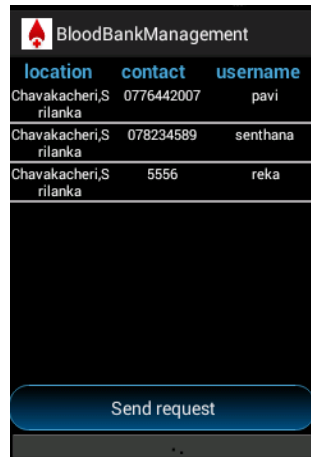 BloodBankManagement
location contact username
Chavakacheri,S 0776442007 pavi
rilanka
Chavakacheri,S 078234589 senthana
rilanka
Chavakacheri,S 5556 reka
rilanka
Send request